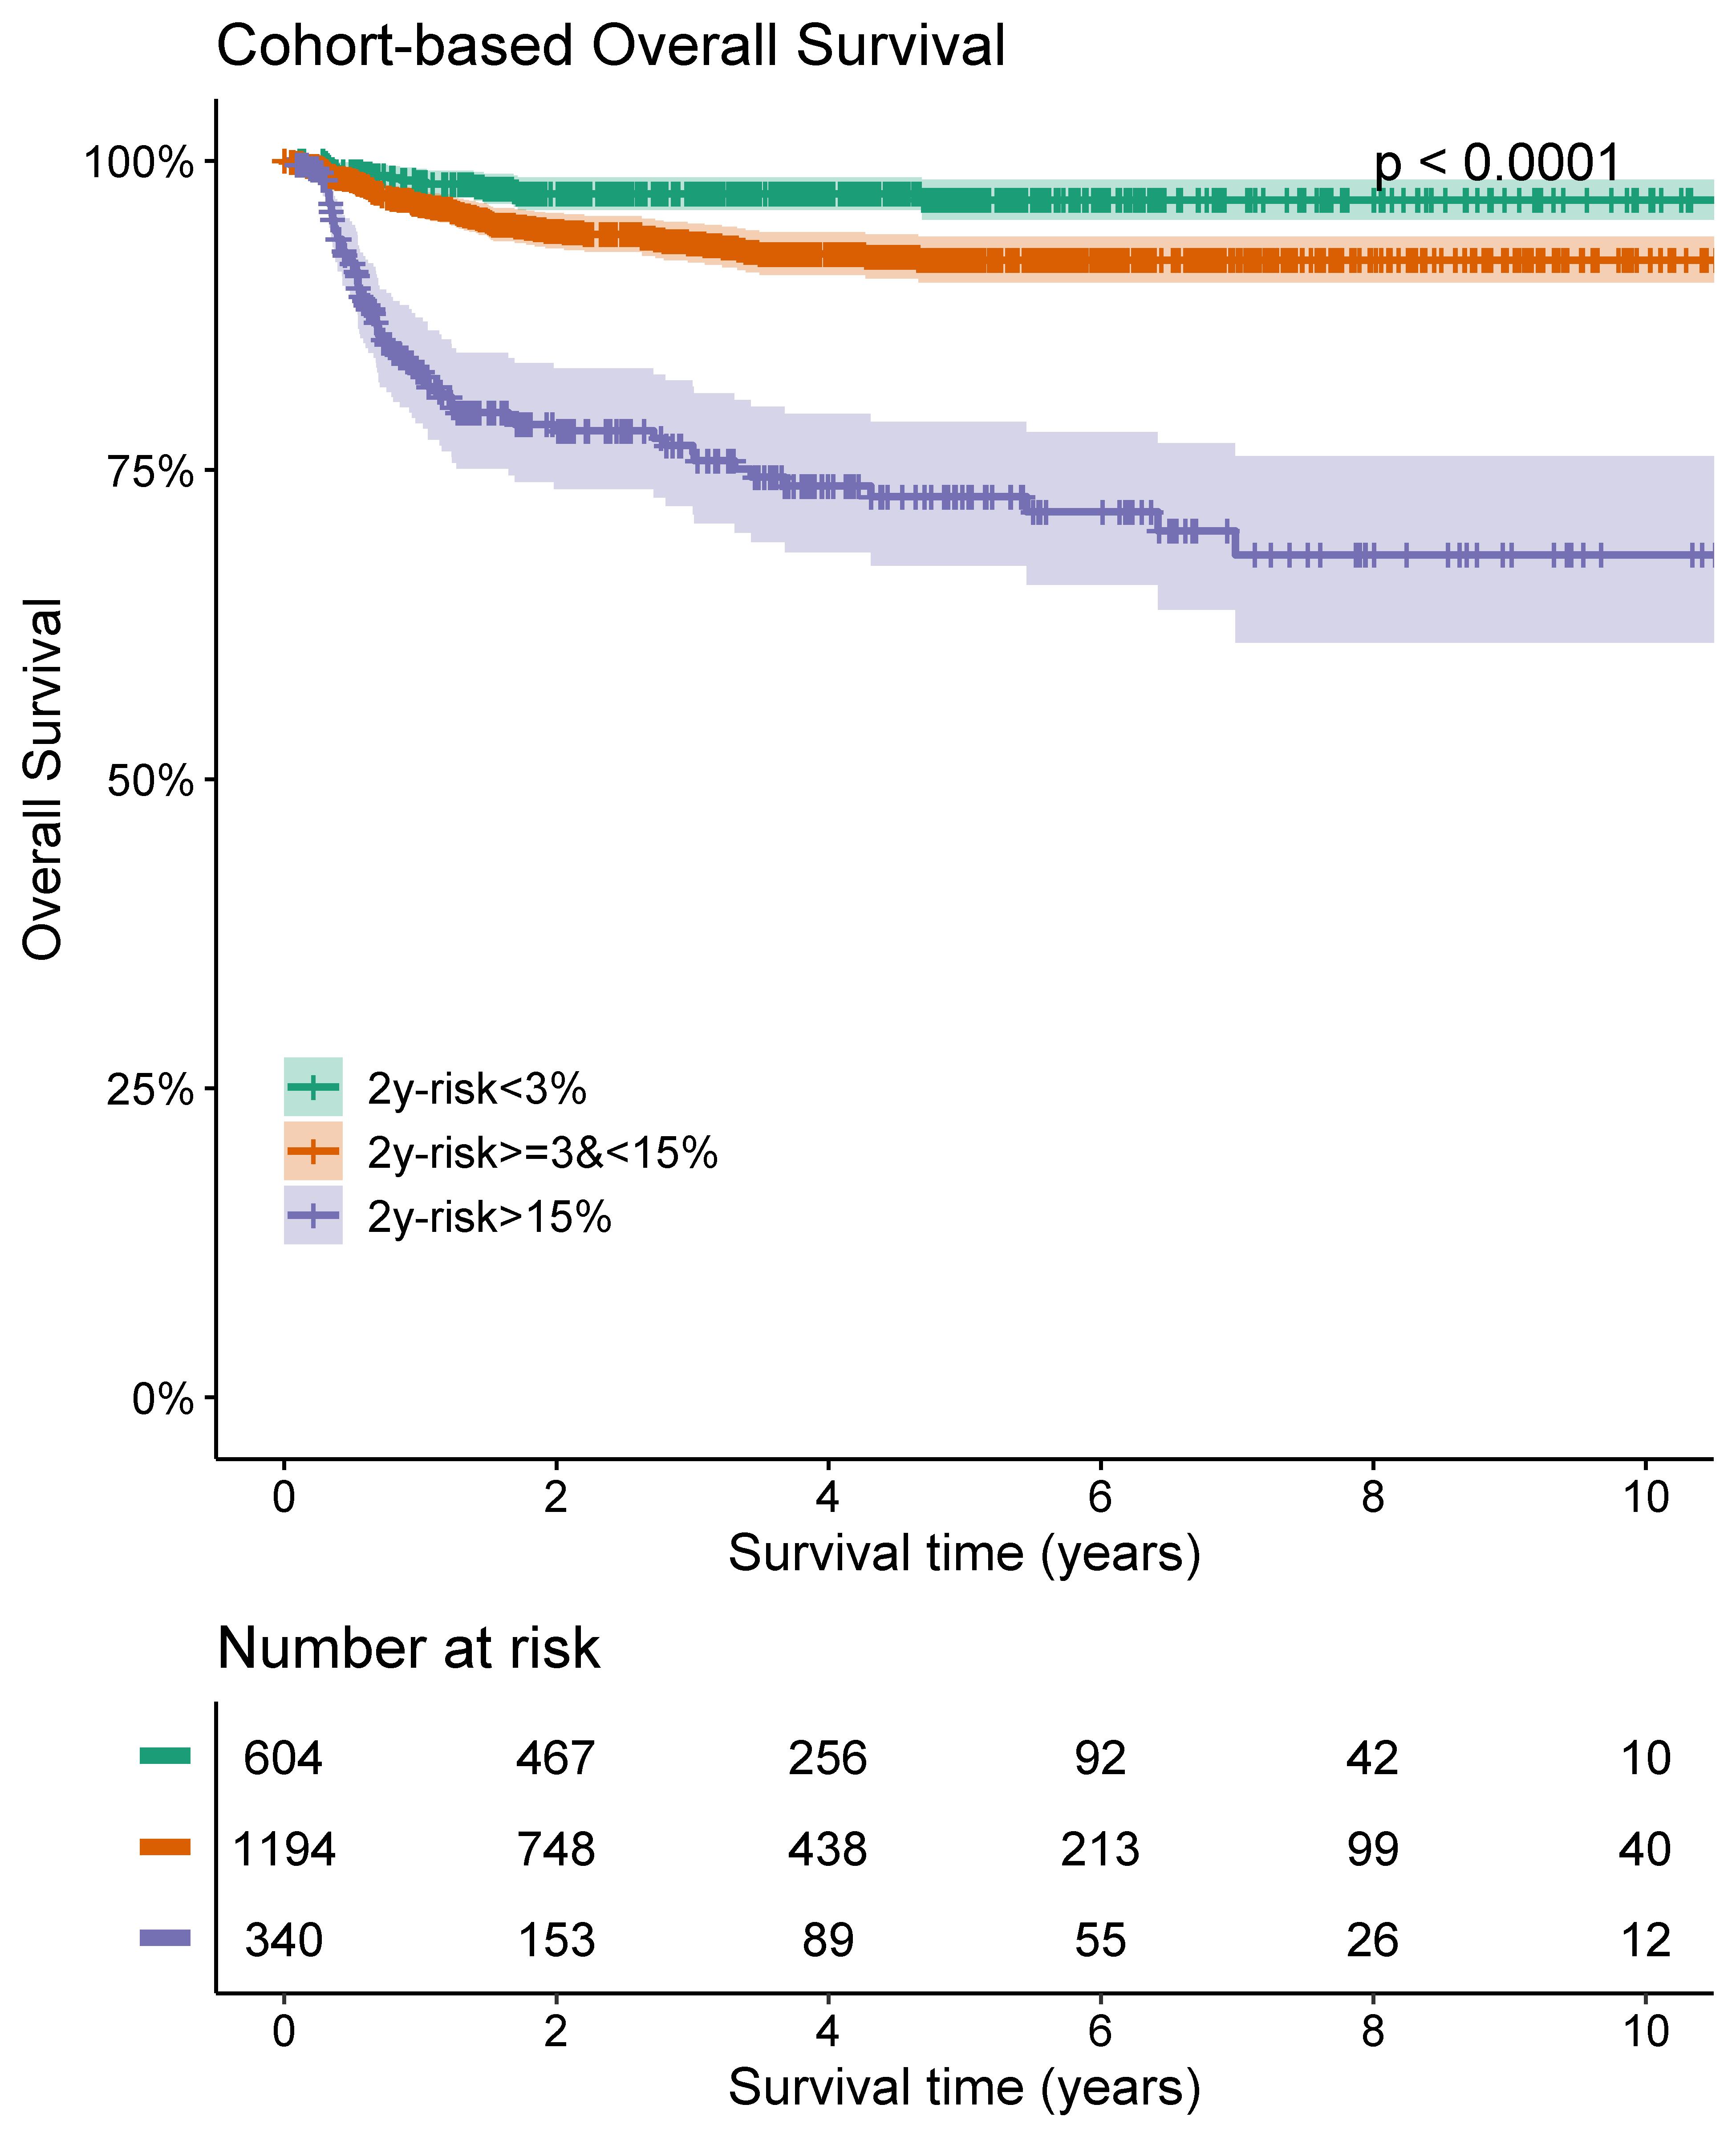 Cohort-based Overall Survival
p < 0.0001
100%
75%
50%
25%
0%
Overall Survival
2y-risk<3%
2y-risk>=3&<15%
2y-risk>15%
0 2 4 6 8 10
Survival time (years)
Number at risk
604 467 256 92 42 10
1194 748 438 213 99 40
340 153 89 55 26 12
0 2 4 6 8 10
Survival time (years)